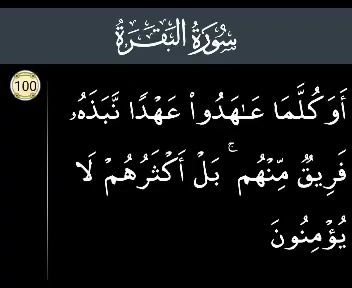 سُورَةُ البَقَرَةُ
100
أَوَكُلَّمَا عَـٰهَدُواْ عَهۡدًا نَّبَذَهُۥ
فَرِيقٌ مِّنۡهُم ۚ بَلۡ أَكۡثَرُهُمۡ لَا
يُؤۡمِنُونَ